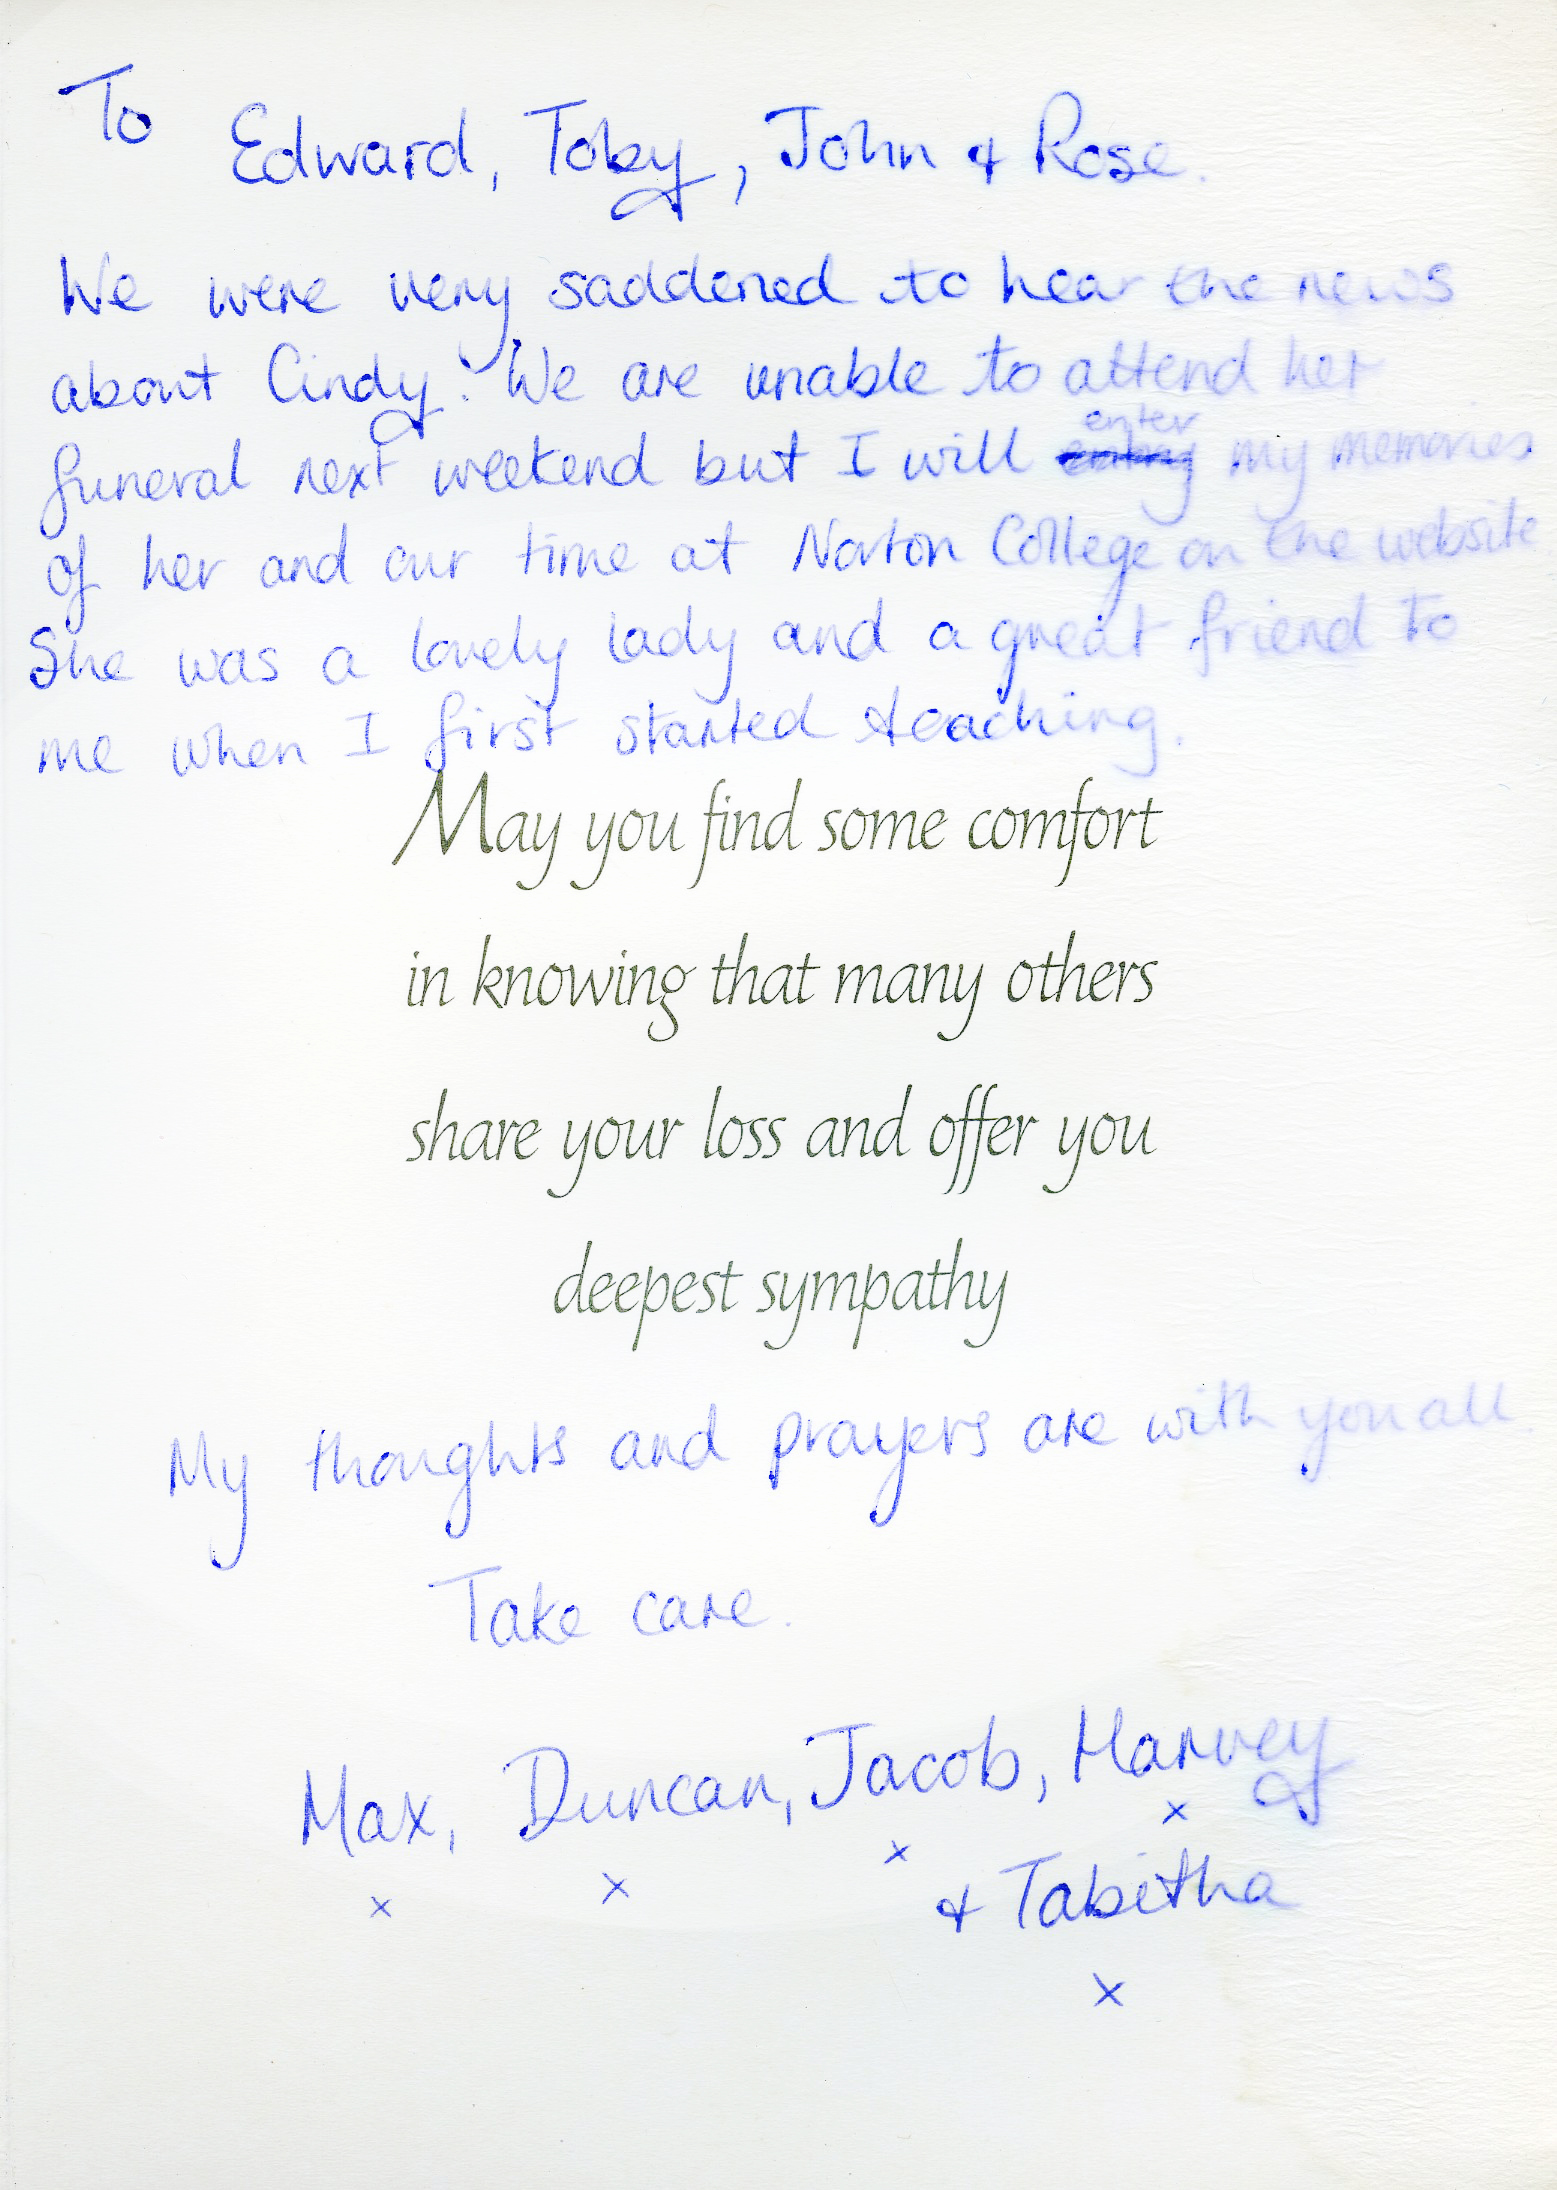 To Edward, Toby, John & Rose.
We were very saddened to hear the news
about Cindy. We are unable to attend her
enter
funeral next weekend but I will my memories
of her and our time at Norton College on the website
She was a lovely lady and a great friend to
me when I first started teaching.
May you find some comfort
in knowing that many others
share your loss and offer you
deepest sympathy
My thoughts and prayers are with you all
Take care.
Max, Duncan, Jacob, Harvey
x x x x
& Tabitha
x